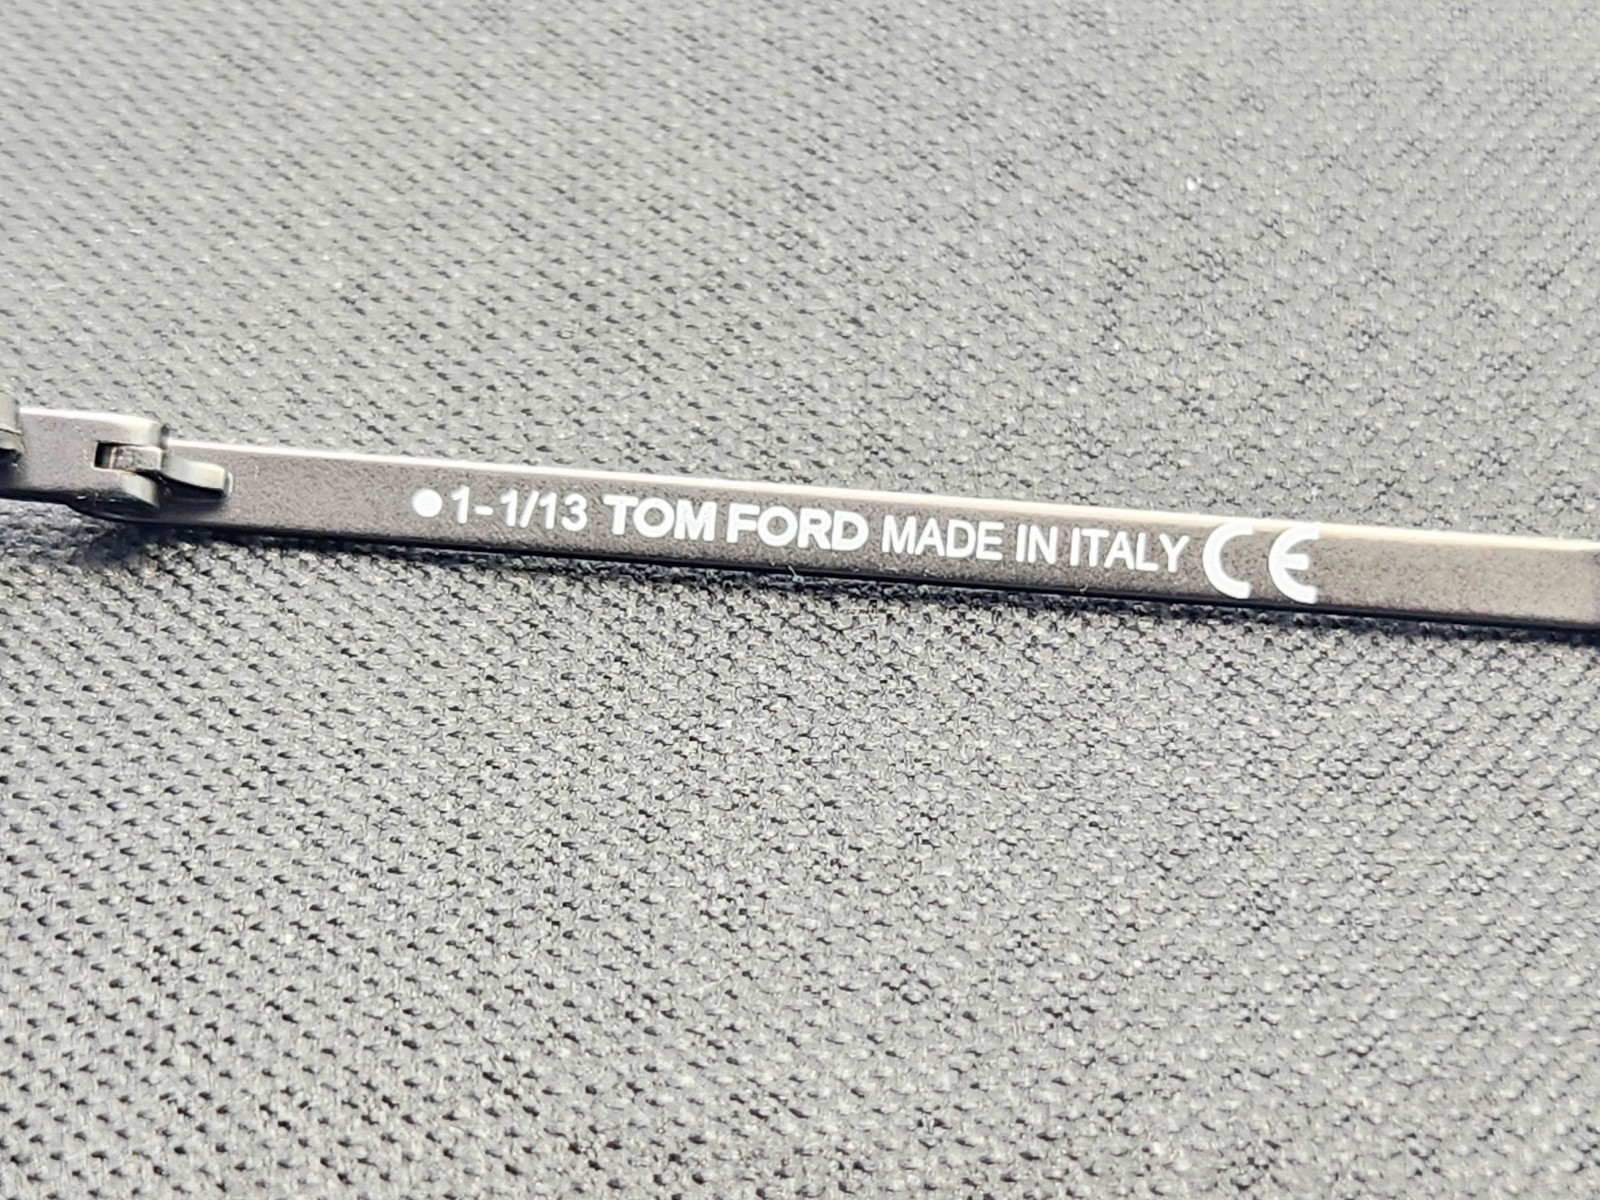 ●1-1/13 TOM FORD MADE IN ITALY CE